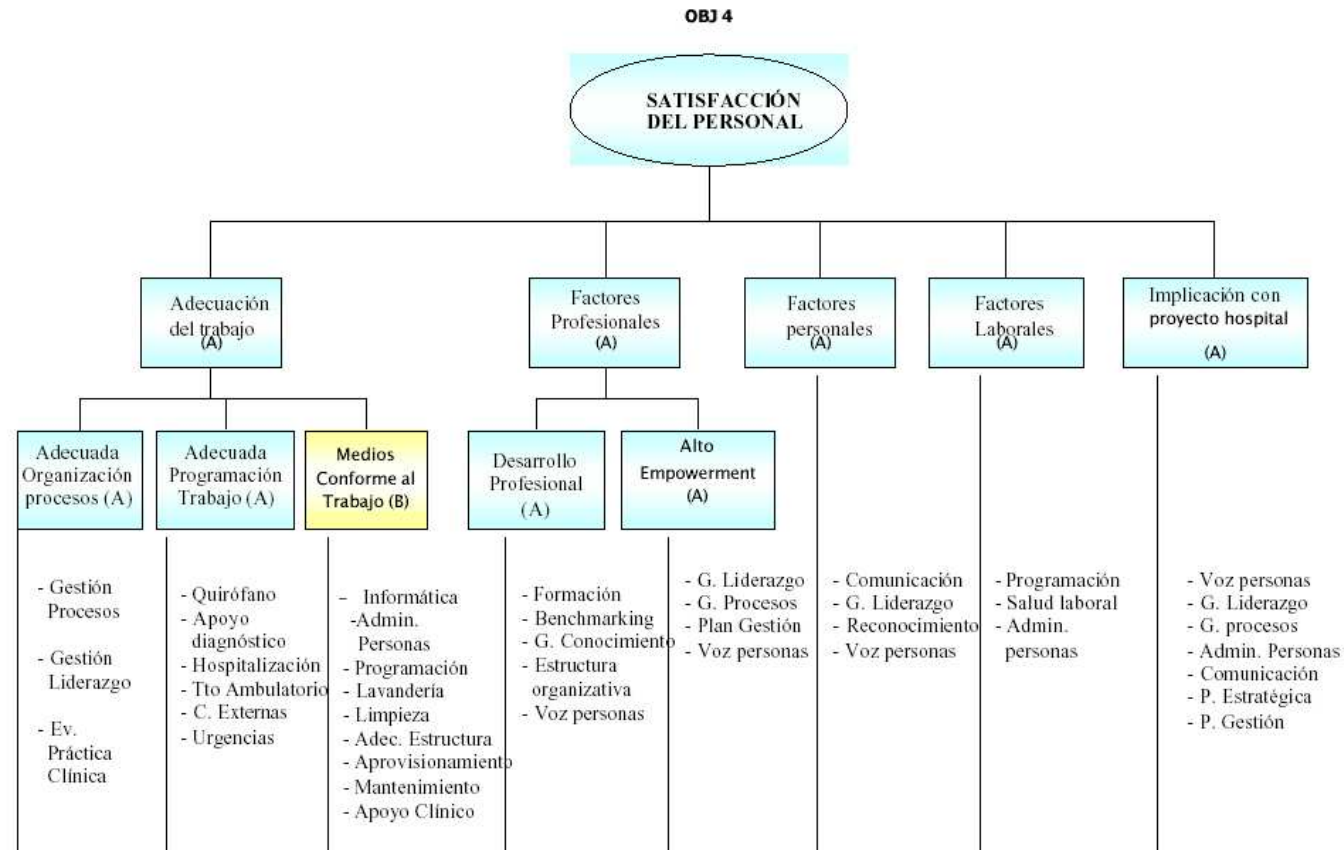 OBJ 4
SATISFACCIÓN
DEL PERSONAL
Adecuación
del trabajo
(A)
Factores
Profesionales
(A)
Factores
personales
(A)
Factores
Laborales
(A)
Implicación con
proyecto hospital
(A)
Adecuada
Organización
procesos (A)
Adecuada
Programación
Trabajo (A)
Medios
Conforme al
Trabajo (B)
Desarrollo
Profesional
(A)
Alto
Empowerment
(A)
- Gestión
Procesos
- Gestión
Liderazgo
- Ev.
Práctica
Clínica
- Quirófano
- Apoyo
diagnóstico
- Hospitalización
- Tto Ambulatorio
- C. Externas
- Urgencias
- Informática
-Admin.
Personas
- Programación
- Lavandería
- Limpieza
- Adec. Estructura
- Aprovisionamiento
- Mantenimiento
- Apoyo Clínico
- Formación
- Benchmarking
- G. Conocimiento
- Estructura
organizativa
- Voz personas
- G. Liderazgo
- G. Procesos
- Plan Gestión
- Voz personas
- Comunicación
- G. Liderazgo
- Reconocimiento
- Voz personas
- Programación
- Salud laboral
- Admin.
personas
- Voz personas
- G. Liderazgo
- G. procesos
- Admin. Personas
- Comunicación
- P. Estratégica
- P. Gestión